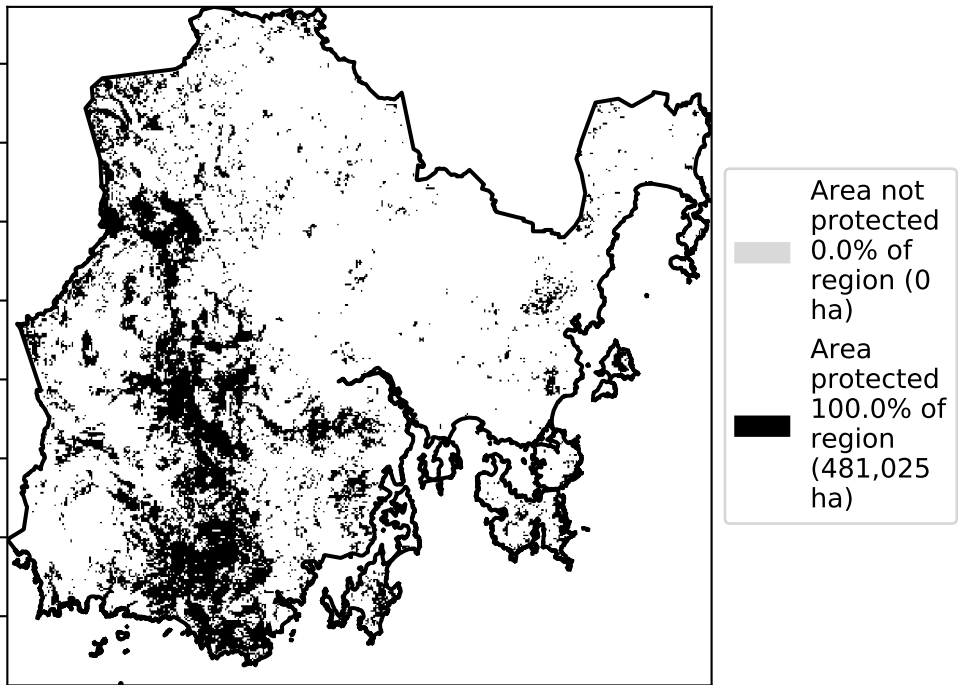 Area not
protected
0.0% of
region (0
ha)
Area
protected
100.0% of
region
(481,025
ha)